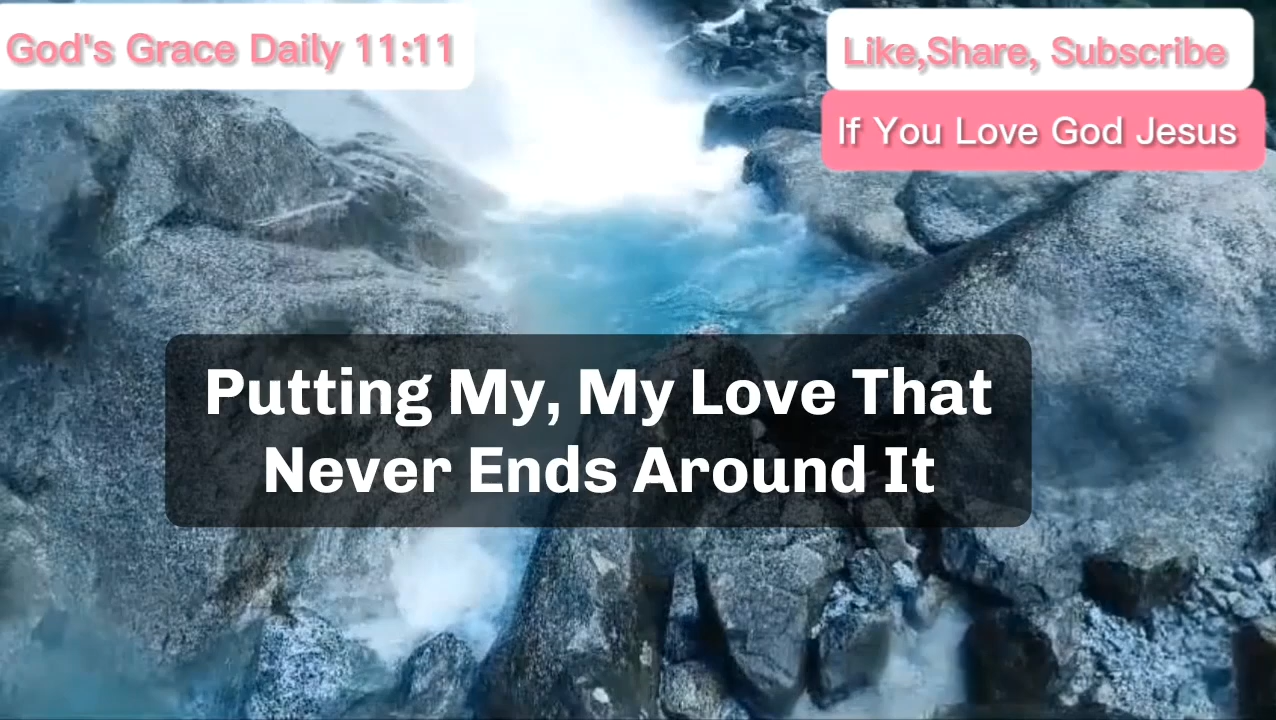 God's Grace Daily 11:11
Like,Share, Subscribe
If You Love God Jesus
Putting My, My Love That
Never Ends Around It